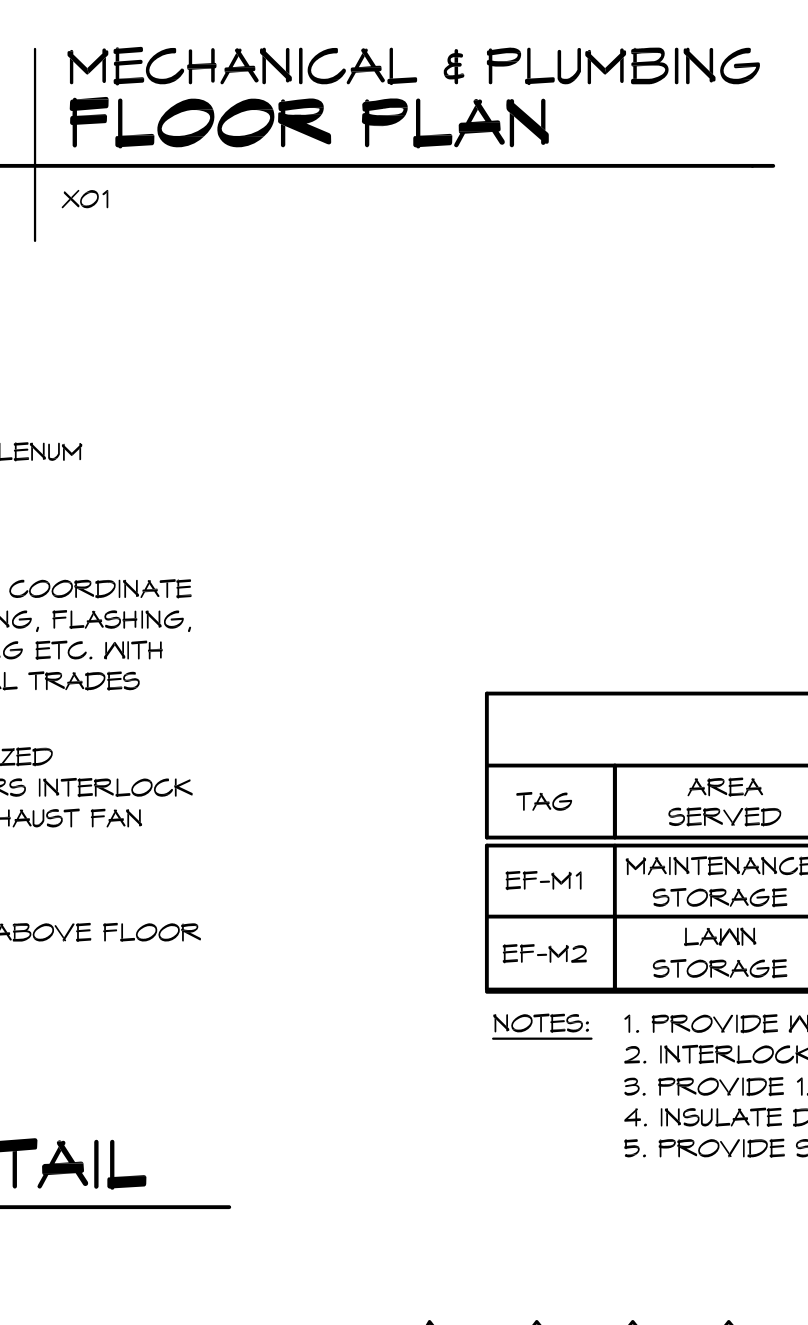 MECHANICAL & PLUMBING
FLOOR PLAN
X01
LENUM
COORDINATE
NG, FLASHING,
G ETC. WITH
L TRADES
ZED
RS INTERLOCK
HAUST FAN
ABOVE FLOOR
TAIL
TAG
AREA
SERVED
EF-M1
MAINTENANCE
STORAGE
EF-M2
LAWN
STORAGE
NOTES:
1. PROVIDE W
2. INTERLOCK
3. PROVIDE 1.
4. INSULATE D
5. PROVIDE S